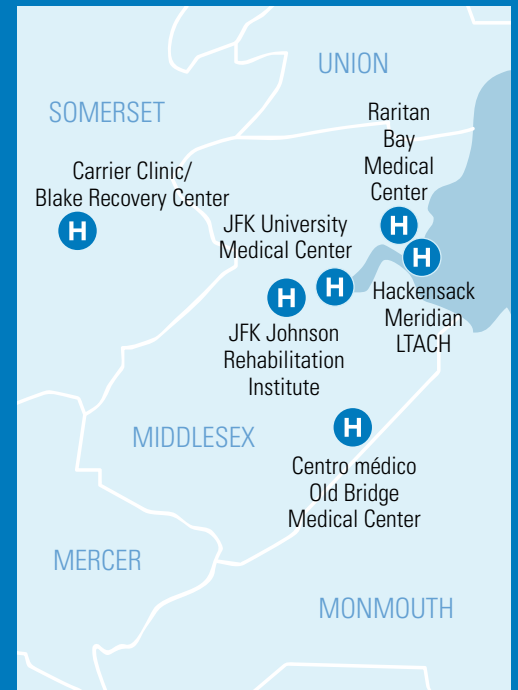 UNION
SOMERSET
Raritan
Bay
Medical
Center
H
Carrier Clinic/
Blake Recovery Center
H
JFK University
Medical Center
H
H
Hackensack
Meridian
LTACH
H
JFK Johnson
Rehabilitation
Institute
H
MIDDLESEX
Centro médico
Old Bridge
Medical Center
MERCER
MONMOUTH